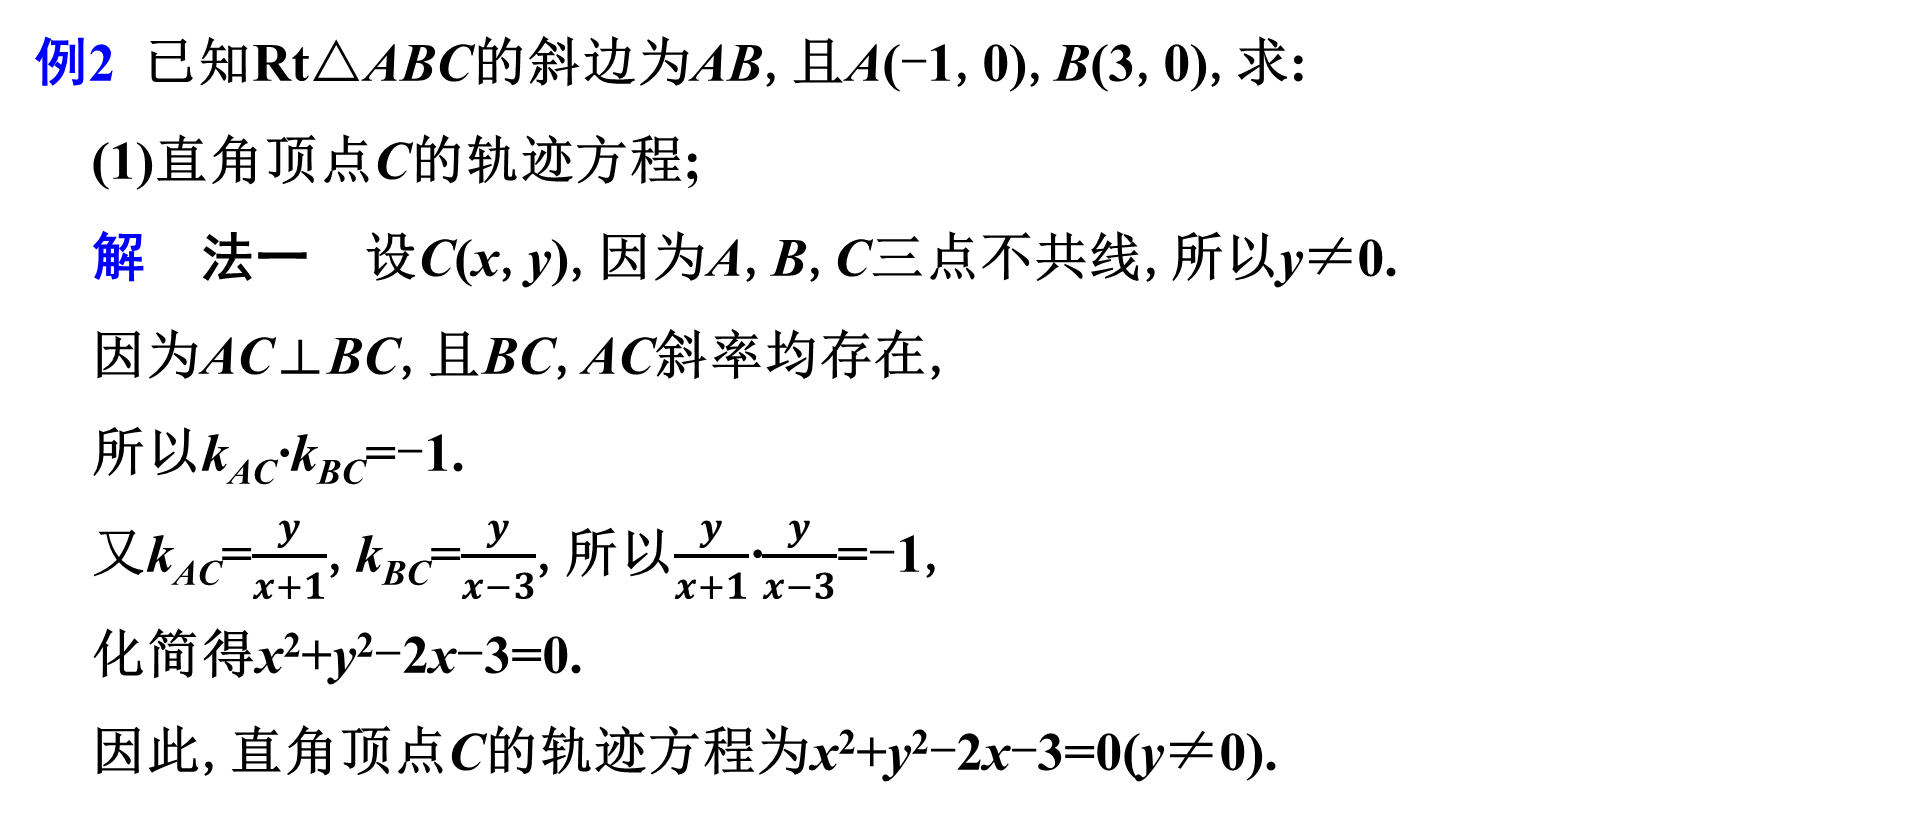 例2 已知Rt△ABC的斜边为AB, 且A(−1, 0), B(3, 0), 求:
(1)直角顶点C的轨迹方程;
解 法一 设C(x, y), 因为A, B, C三点不共线, 所以y≠0.
因为AC⊥BC, 且BC, AC斜率均存在,
所以k_{AC}·k_{BC}=−1.
又k_{AC}=\frac{y}{x+1}, k_{BC}=\frac{y}{x−3}, 所以\frac{y}{x+1}·\frac{y}{x−3}=−1,
化简得x²+y²−2x−3=0.
因此, 直角顶点C的轨迹方程为x²+y²−2x−3=0(y≠0).